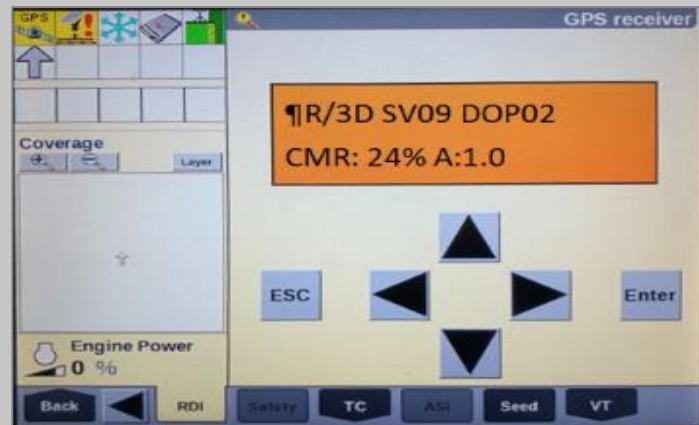 GPS
GPS receiver
¶R/3D SV09 DOP02
CMR: 24% A:1.0
Coverage
Layer
ESC
Enter
Engine Power
0 %
Back
RDI
Safety
TC
ASI
Seed
VT